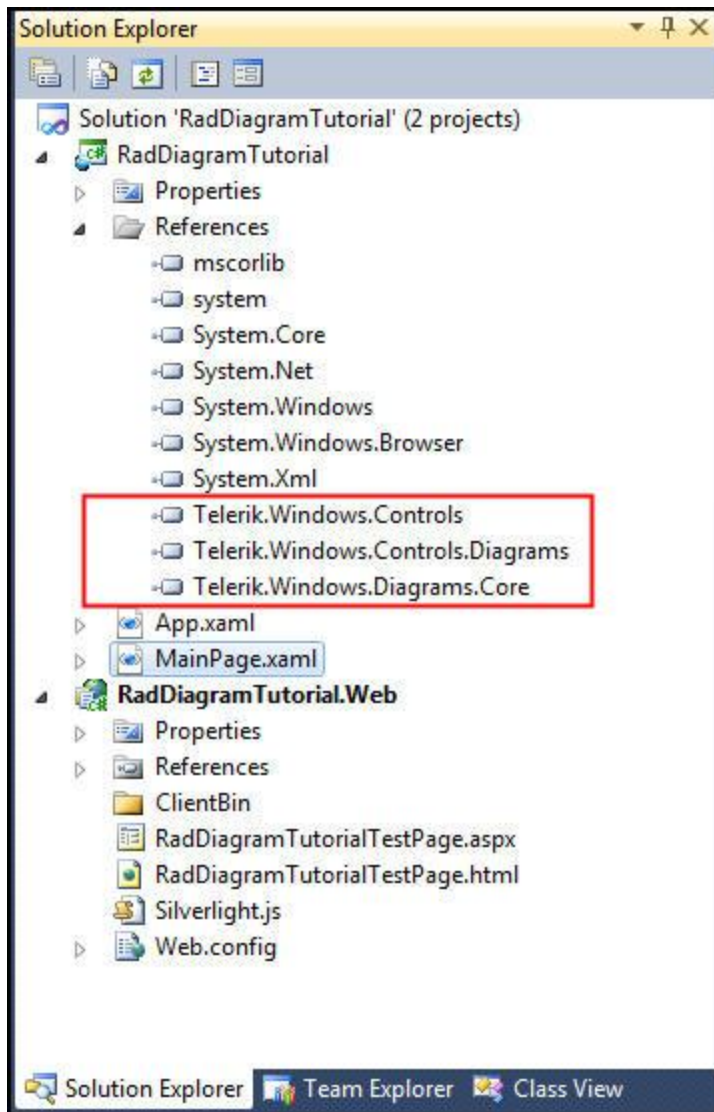 Solution Explorer
Solution 'RadDiagramTutorial' (2 projects)
RadDiagramTutorial
Properties
References
mscorlib
system
System.Core
System.Net
System.Windows
System.Windows.Browser
System.Xml
Telerik.Windows.Controls
Telerik.Windows.Controls.Diagrams
Telerik.Windows.Diagrams.Core
App.xaml
MainPage.xaml
RadDiagramTutorial.Web
Properties
References
ClientBin
RadDiagramTutorialTestPage.aspx
RadDiagramTutorialTestPage.html
Silverlight.js
Web.config
Solution Explorer Team Explorer Class View